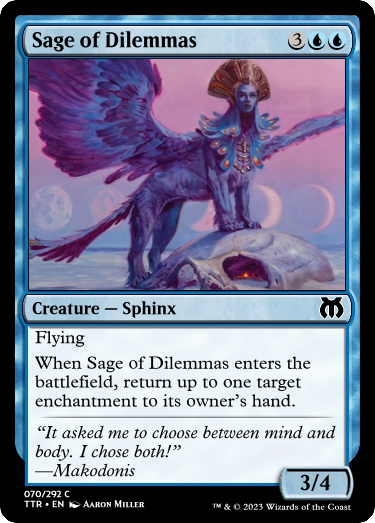 Sage of Dilemmas 3
Creature — Sphinx
Flying
When Sage of Dilemmas enters the
battlefield, return up to one target
enchantment to its owner's hand.
"It asked me to choose between mind and
body. I chose both!"
—Makodonis
3/4
070/292 C
TTR • EN Aaron Miller
™ & © 2023 Wizards of the Coast